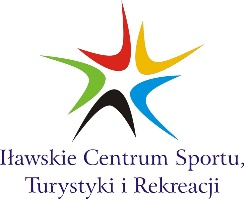 Iławskie Centrum Sportu,
Turystyki i Rekreacji